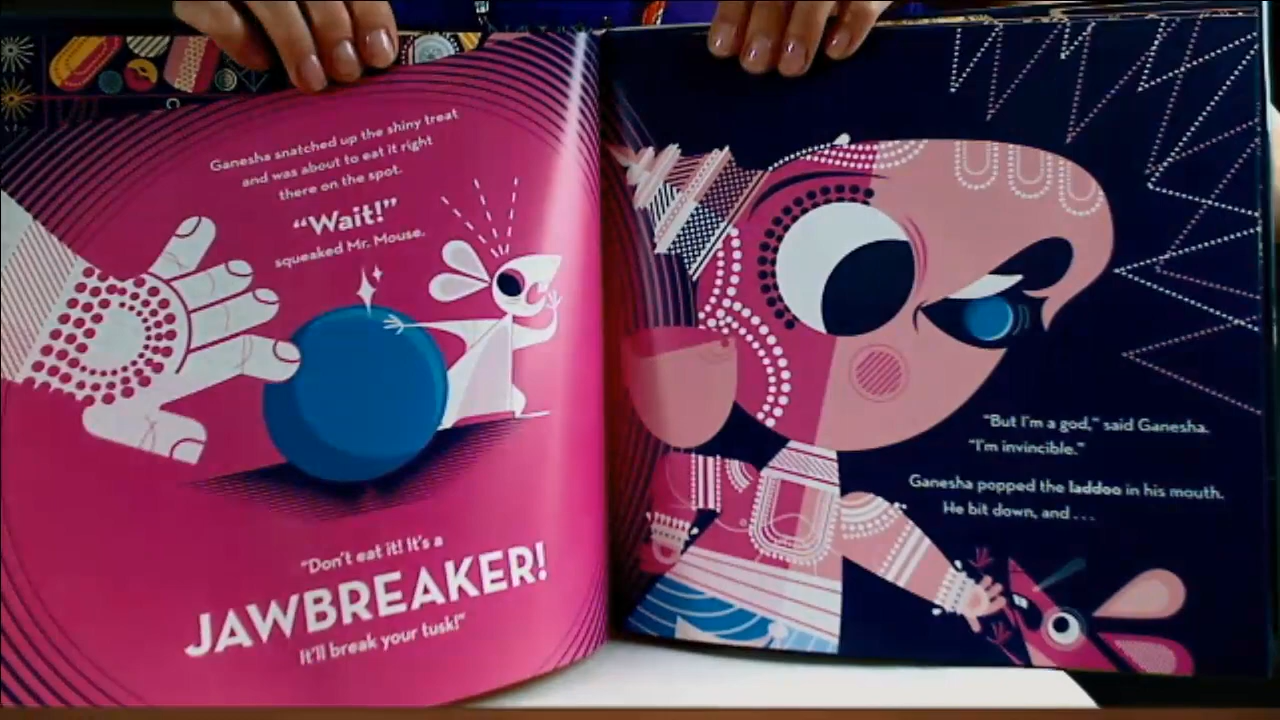 Ganesha snatched up the shiny treat
and was about to eat it right
there on the spot.
“Wait!”
squeaked Mr. Mouse.
“Don’t eat it! It’s a
JAWBREAKER!
It’ll break your tusk!”
“But I’m a god,” said Ganesha.
“I’m invincible.”
Ganesha popped the laddoo in his mouth.
He bit down, and . . .